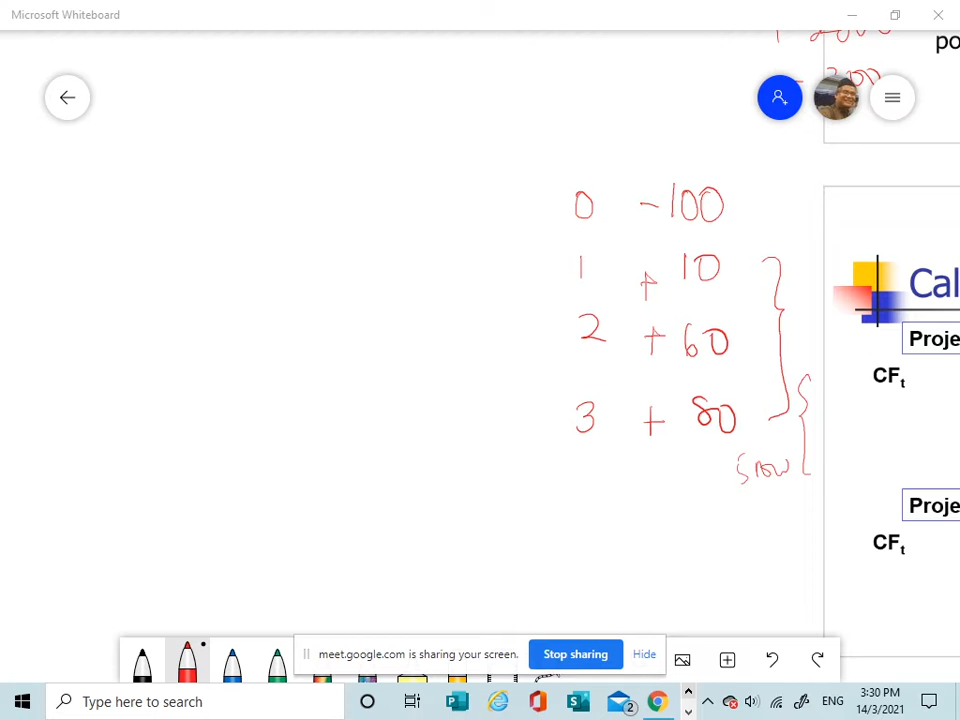 Microsoft Whiteboard
po
0 -100
1 + 10
2 + 60
3 + 80
Cal
Proje
CFt
Proje
CFt
meet.google.com is sharing your screen.
Stop sharing
Hide
Type here to search
2
ENG
3:30 PM
14/3/2021